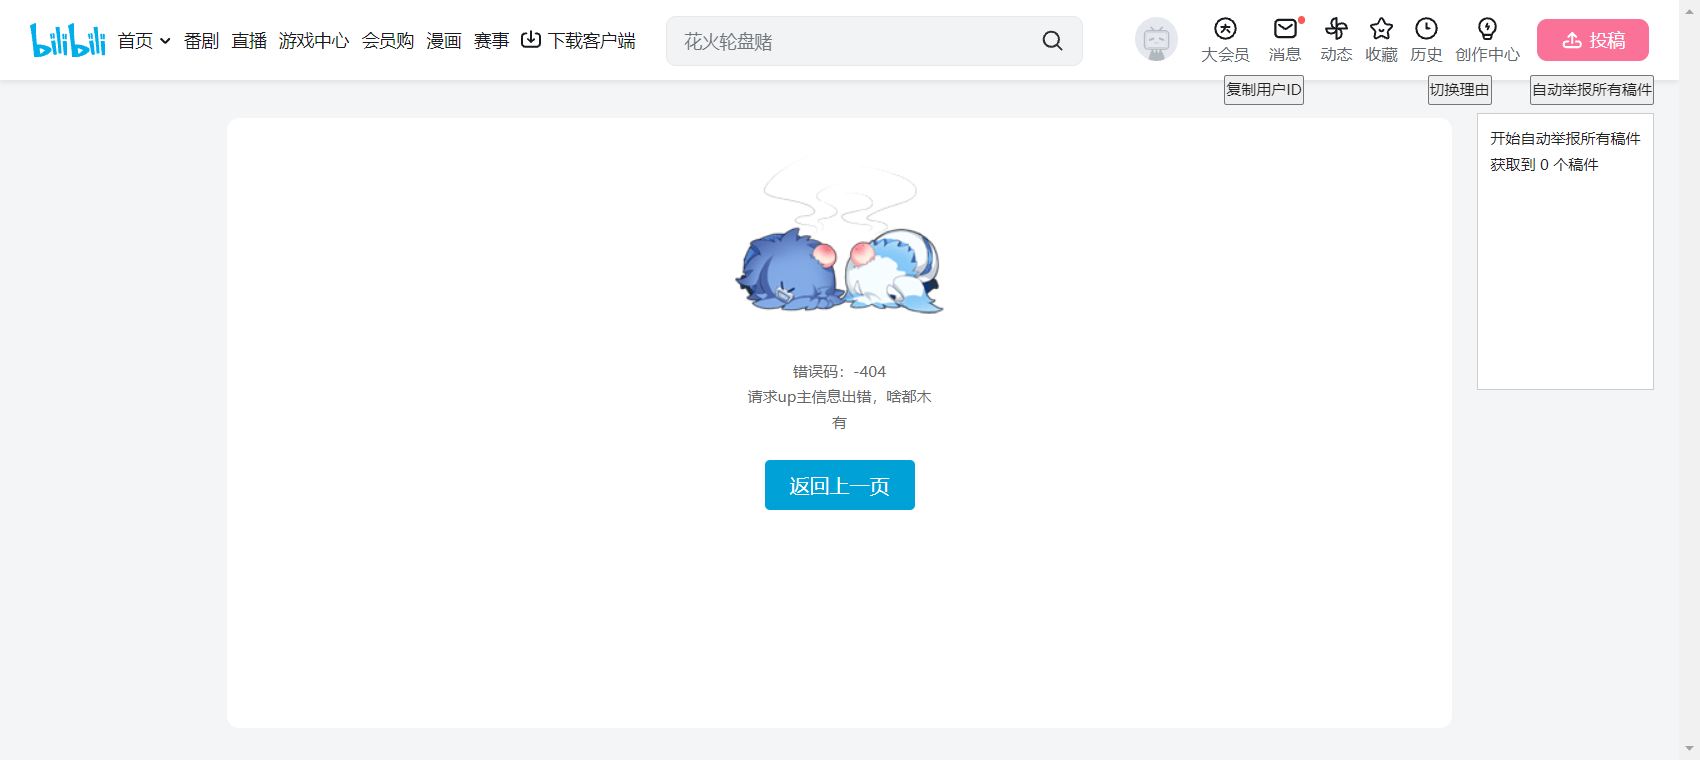 bilibili 首页 番剧 直播 游戏中心 会员购 漫画 赛事 下载客户端
花火轮盘赌
大会员 消息 动态 收藏 历史 创作中心 投稿
复制用户ID 切换理由 自动举报所有稿件
开始自动举报所有稿件
获取到 0 个稿件
错误码：-404
请求up主信息出错，啥都木
有
返回上一页